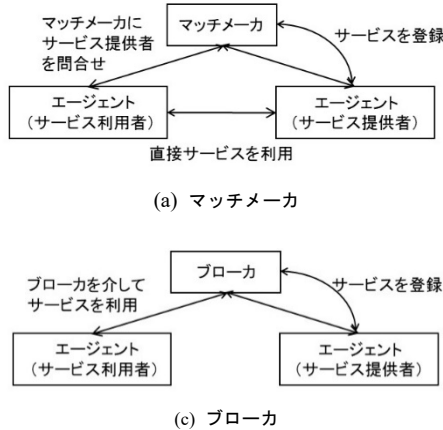 マッチメーカに
サービス提供者
を問合せ
マッチメーカ
サービスを登録
エージェント
（サービス利用者）
エージェント
（サービス提供者）
直接サービスを利用
(a) マッチメーカ
ブローカを介して
サービスを利用
ブローカ
サービスを登録
エージェント
（サービス利用者）
エージェント
（サービス提供者）
(c) ブローカ